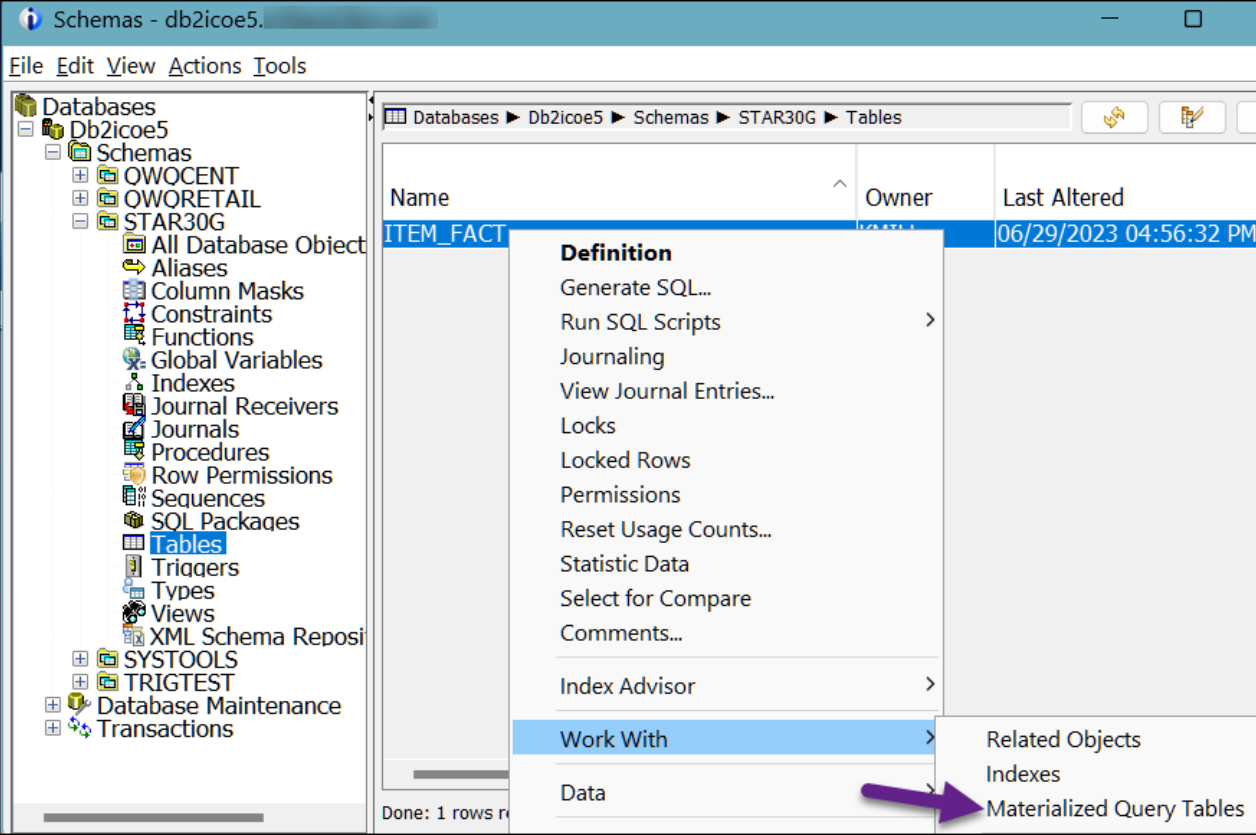 Schemas - db2icoe5.
File Edit View Actions Tools
Databases
Db2icoe5
Schemas
QWQCENT
QWQRETAIL
STAR30G
All Database Object
Aliases
Column Masks
Constraints
Functions
Global Variables
Indexes
Journal Receivers
Journals
Procedures
Row Permissions
Sequences
SQL Packages
Tables
Triggers
Types
Views
XML Schema Reposi
SYSTOOLS
TRIGTEST
Database Maintenance
Transactions
Databases ▶ Db2icoe5 ▶ Schemas ▶ STAR30G ▶ Tables
Name Owner Last Altered
ITEM_FACT 06/29/2023 04:56:32 PM
Definition
Generate SQL...
Run SQL Scripts
Journaling
View Journal Entries...
Locks
Locked Rows
Permissions
Reset Usage Counts...
Statistic Data
Select for Compare
Comments...
Index Advisor
Work With
Data
Related Objects
Indexes
Materialized Query Tables
Done: 1 rows